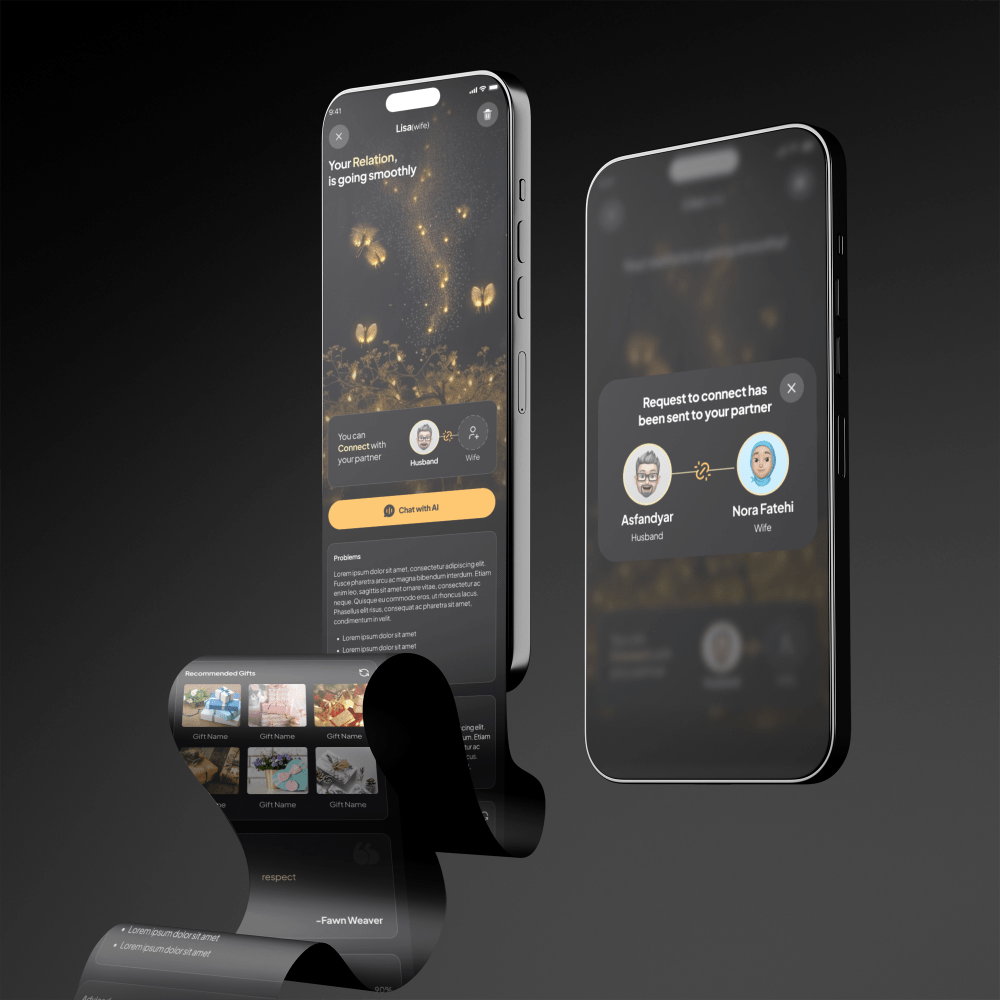 9:41
Lisa(wife)
Your Relation,
is going smoothly
You can
Connect with
your partner
Husband
Wife
Chat with AI
Problems
Lorem ipsum dolor sit amet, consectetur adipiscing elit.
Fusce pharetra arcu ac magna bibendum interdum. Etiam
enim leo, sagittis sit amet ornare vitae, consectetur ac
neque. Quisque eu commodo eros, ut rhoncus lacus.
Phasellus elit risus, consequat ac pharetra sit amet,
condimentum in velit.
• Lorem ipsum dolor sit amet
• Lorem ipsum dolor sit amet
elit.
Etiam
ac
Recommended Gifts
Gift Name
Gift Name
Gift Name
Gift Name
Gift Name
respect
–Fawn Weaver
• Lorem ipsum dolor sit amet
• Lorem ipsum dolor sit amet
Request to connect has
been sent to your partner
Asfandyar
Husband
Nora Fatehi
Wife